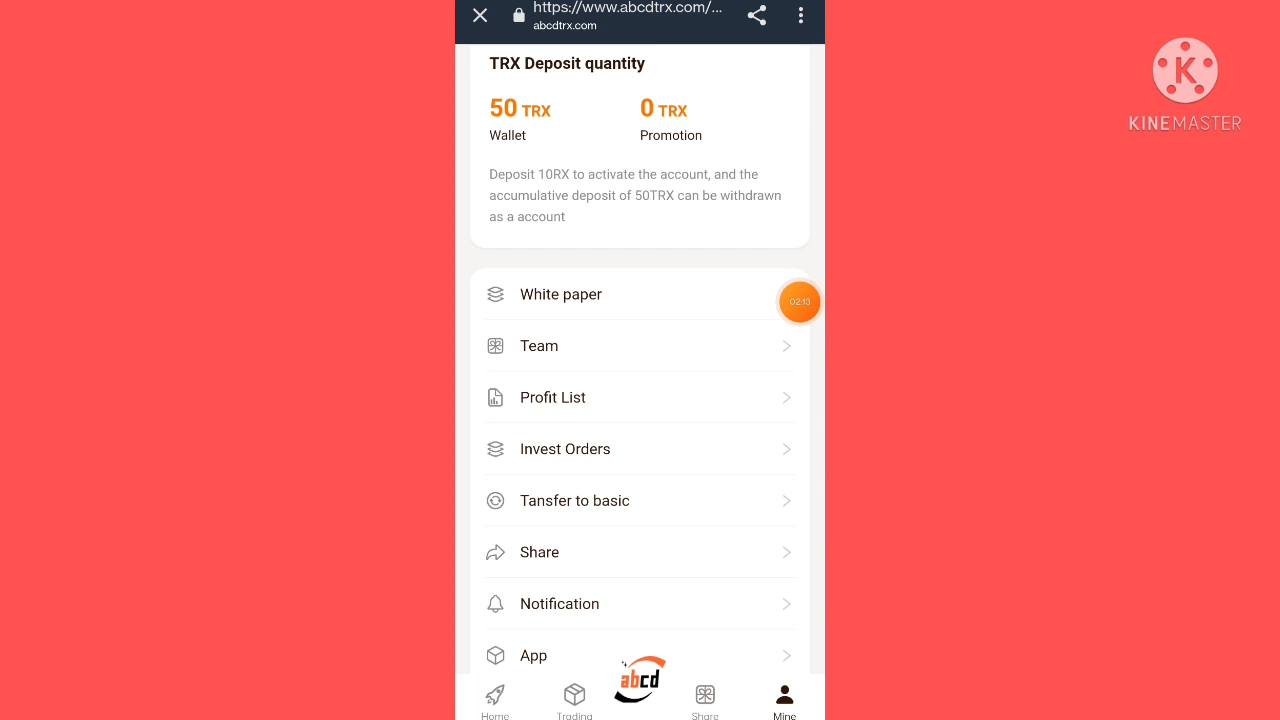 https://www.abcdtrx.com/...
abcdtrx.com
TRX Deposit quantity
50 TRX
0 TRX
Wallet
Promotion
Deposit 10RX to activate the account, and the
accumulative deposit of 50TRX can be withdrawn
as a account
White paper
02:13
Team
Profit List
Invest Orders
Tansfer to basic
Share
Notification
App
abcd
Home
Trading
Share
Mine
K
KINEMASTER